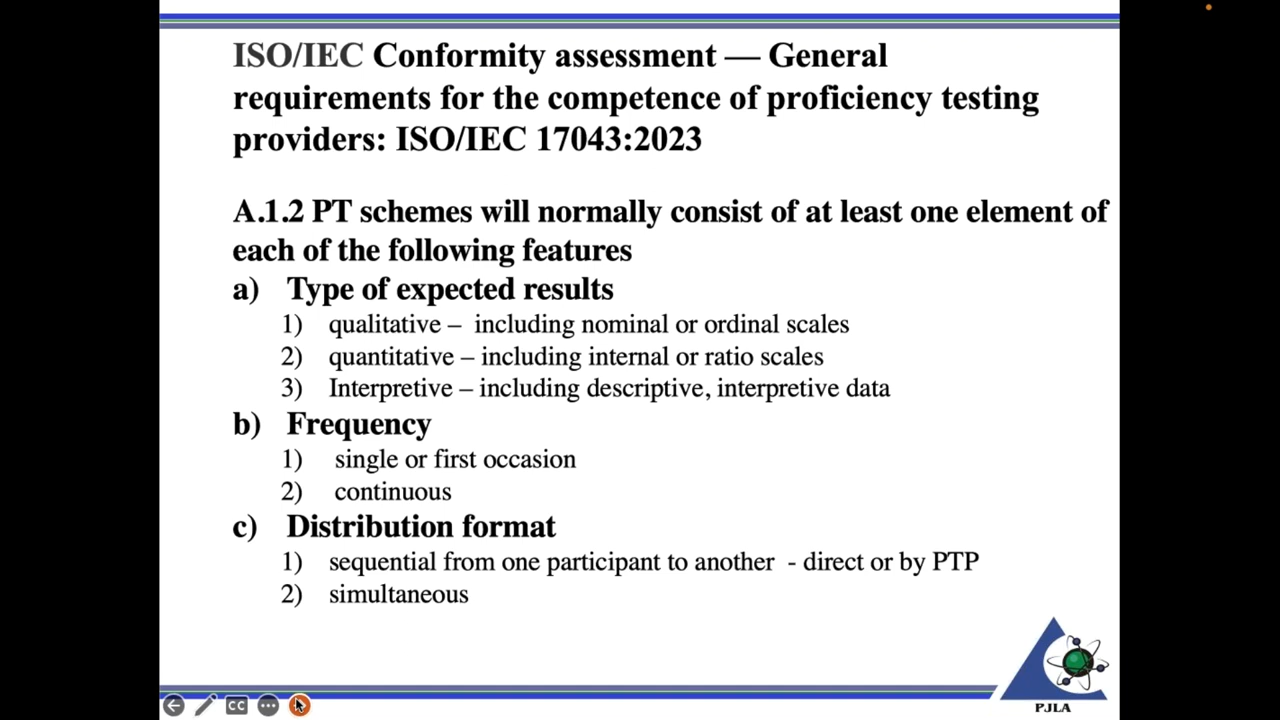 ISO/IEC Conformity assessment — General
requirements for the competence of proficiency testing
providers: ISO/IEC 17043:2023
A.1.2 PT schemes will normally consist of at least one element of
each of the following features
a) Type of expected results
1) qualitative – including nominal or ordinal scales
2) quantitative – including internal or ratio scales
3) Interpretive – including descriptive, interpretive data
b) Frequency
1) single or first occasion
2) continuous
c) Distribution format
1) sequential from one participant to another - direct or by PTP
2) simultaneous
CC
PJLA